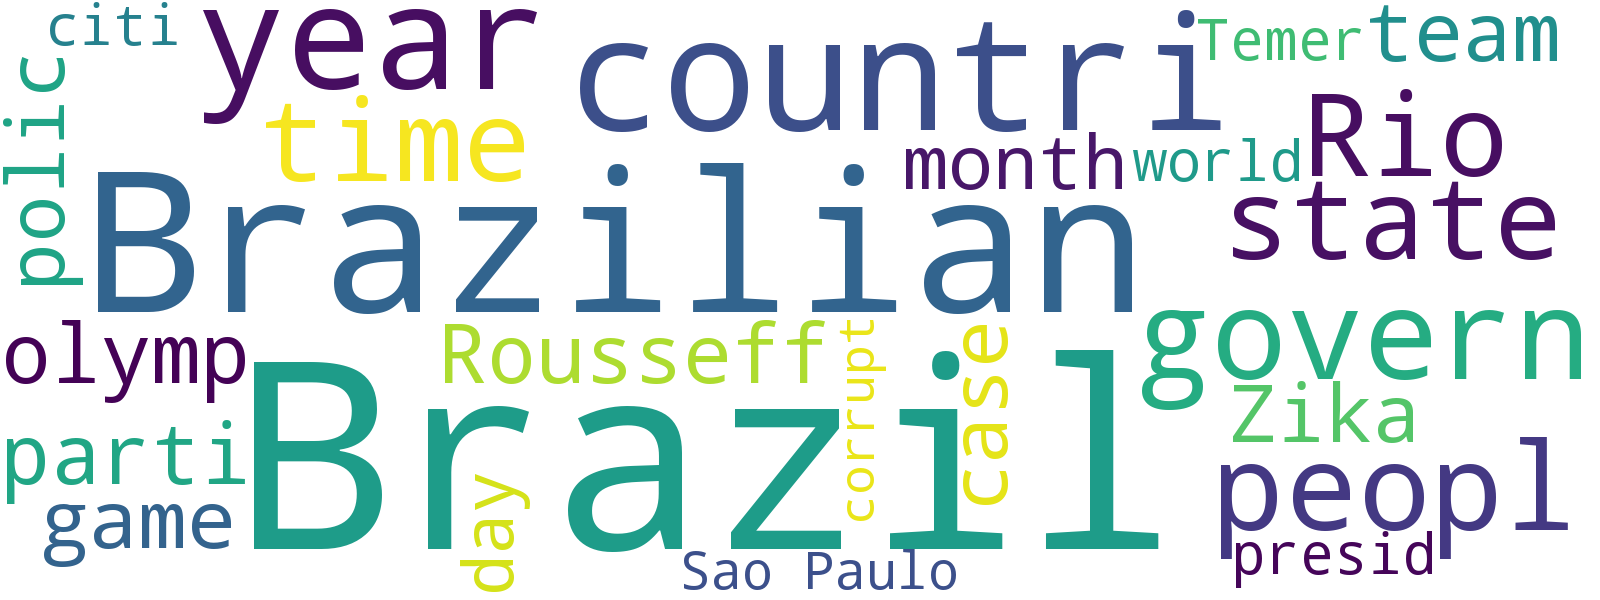 citi
year
countri
Temer
team
polic
time
month
world
Rio
Brazilian
state
olymp
Rousseff
corrupt
case
govern
Zika
parti
Brazil
peopl
game
day
Sao Paulo
presid